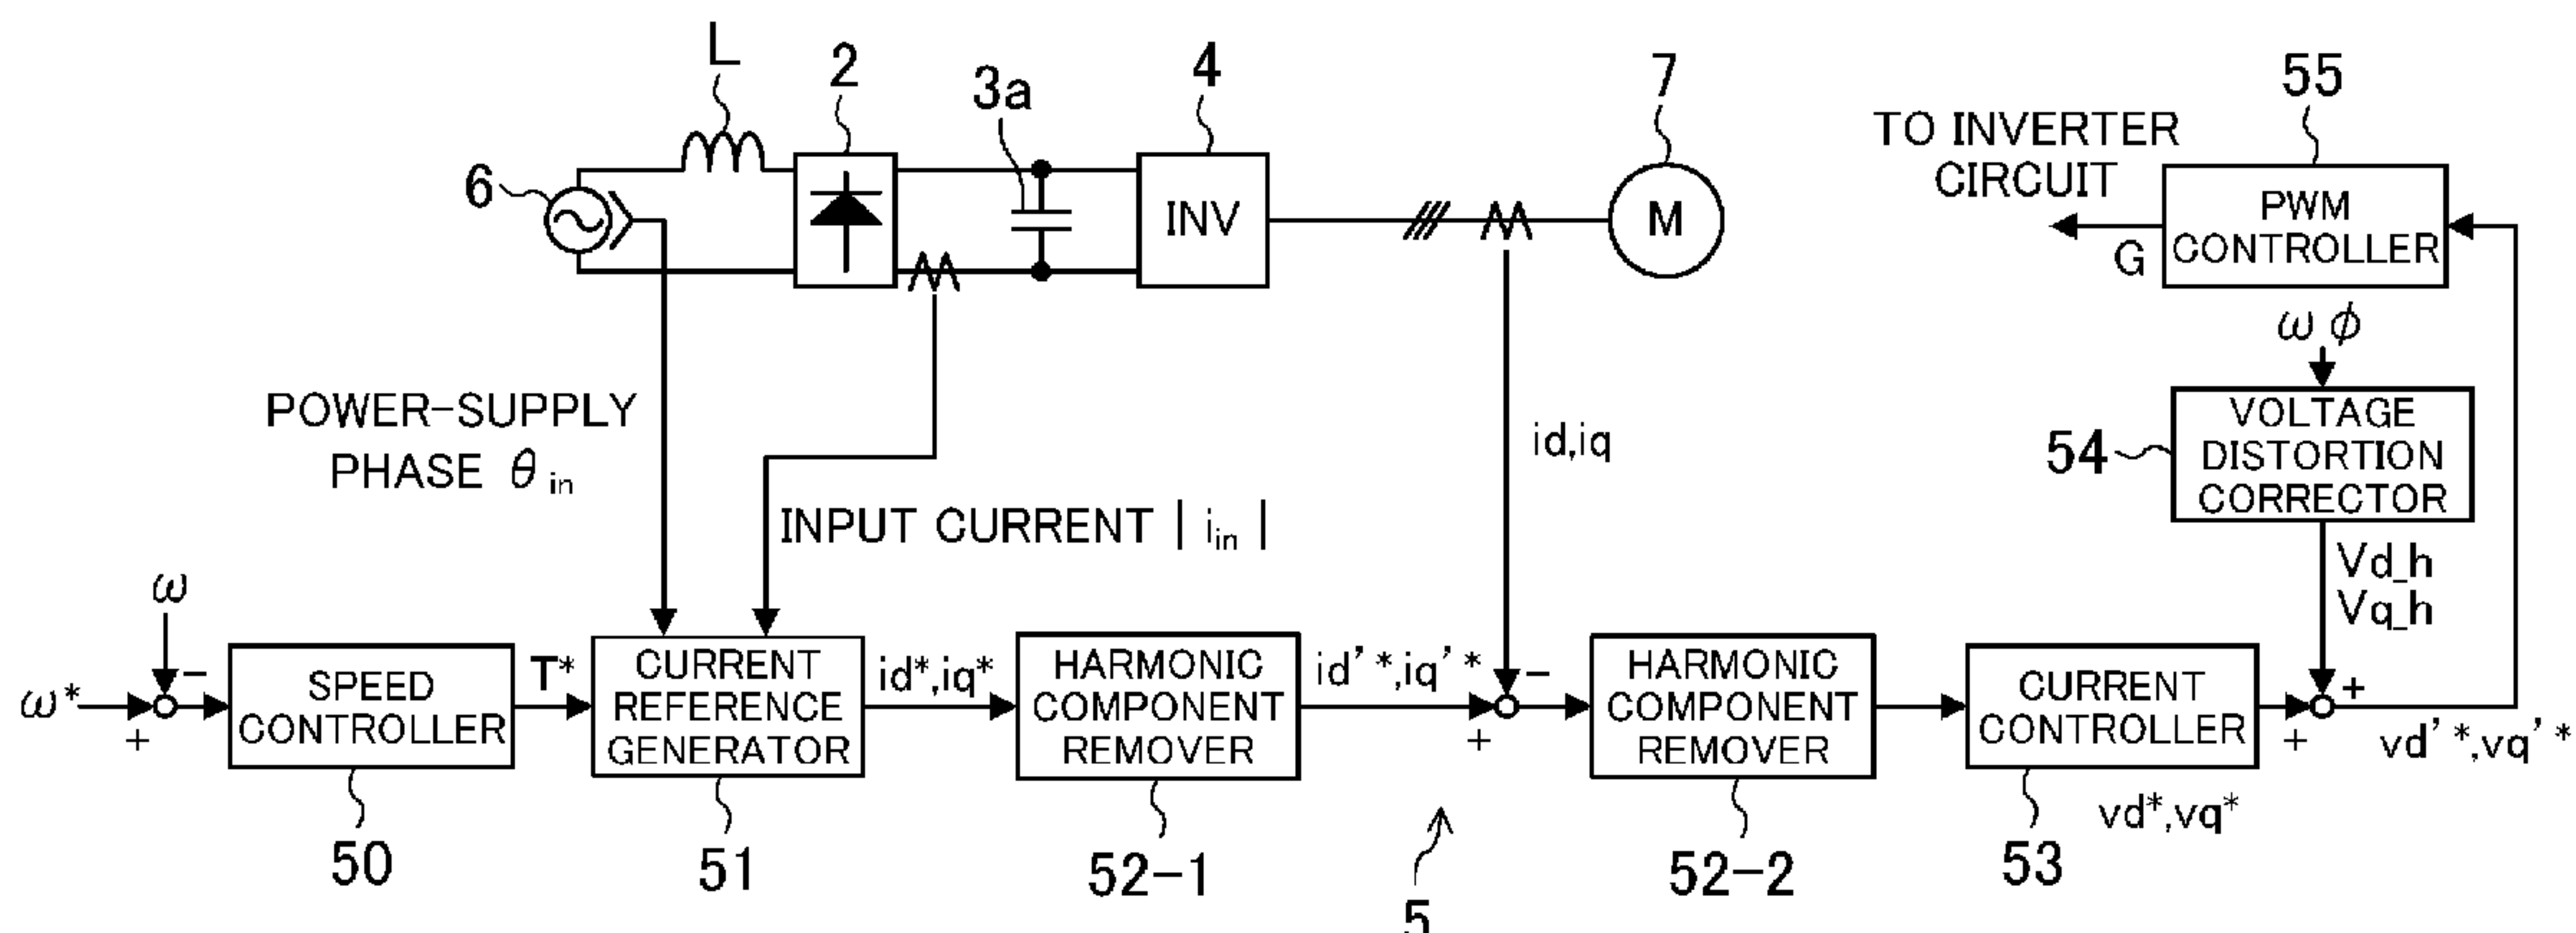 L
2
3a
4
7
55
6
TO INVERTER
CIRCUIT
INV
M
PWM
CONTROLLER
G
ω ϕ
POWER-SUPPLY
PHASE θin
id,iq
54
VOLTAGE
DISTORTION
CORRECTOR
INPUT CURRENT | iin |
Vd_h
Vq_h
ω
−
ω*
+
SPEED
CONTROLLER
T*
CURRENT
REFERENCE
GENERATOR
id*,iq*
HARMONIC
COMPONENT
REMOVER
id'*,iq'*
−
+
HARMONIC
COMPONENT
REMOVER
CURRENT
CONTROLLER
+
+
vd'*,vq'*
vd*,vq*
50
51
52-1
5
52-2
53